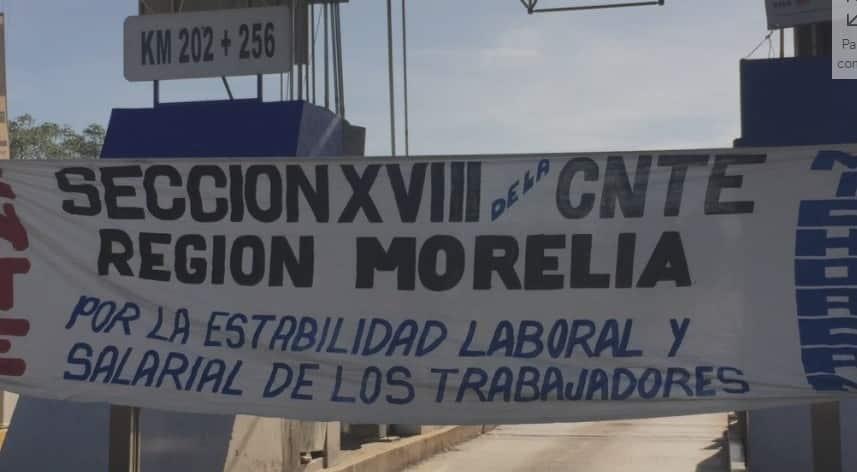 KM 202 + 256
SECCION XVIII DE LA CNTE
REGION MORELIA
POR LA ESTABILIDAD LABORAL Y
SALARIAL DE LOS TRABAJADORES